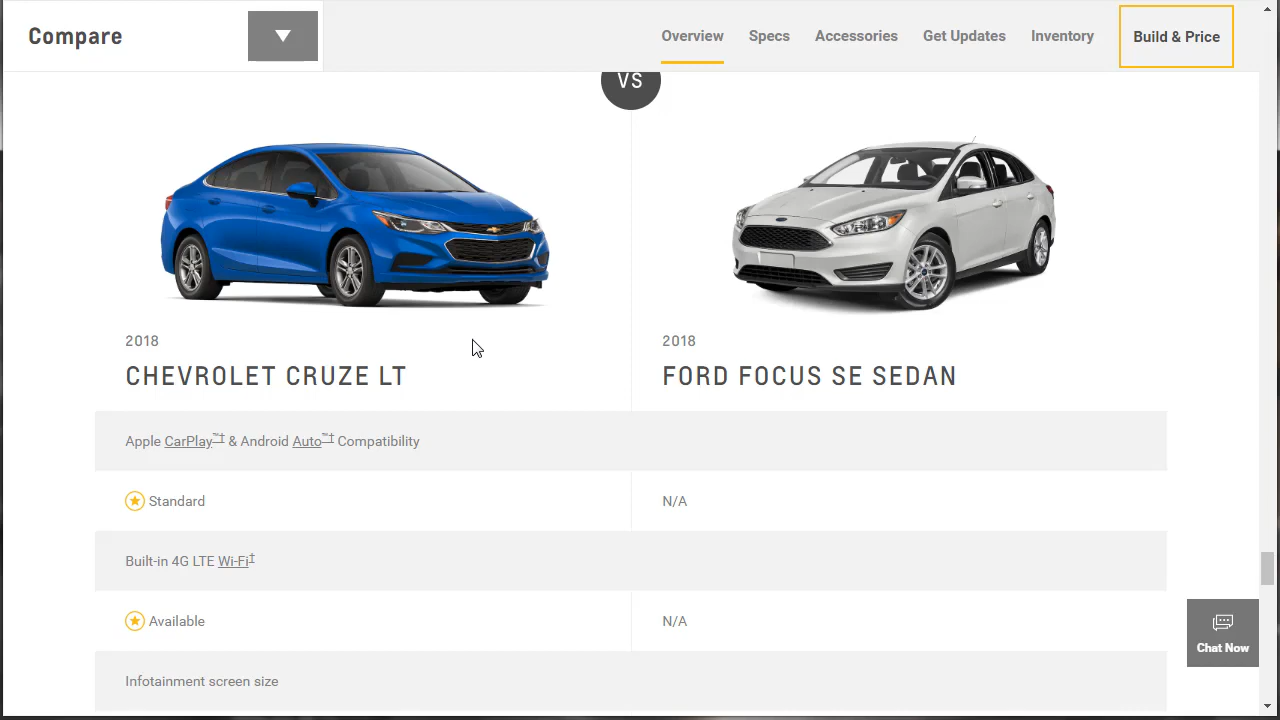 Compare
Overview
Specs
Accessories
Get Updates
Inventory
Build & Price
VS
2018
CHEVROLET CRUZE LT
2018
FORD FOCUS SE SEDAN
Apple CarPlay™† & Android Auto™† Compatibility
Standard
N/A
Built-in 4G LTE Wi-Fi†
Available
N/A
Infotainment screen size
Chat Now